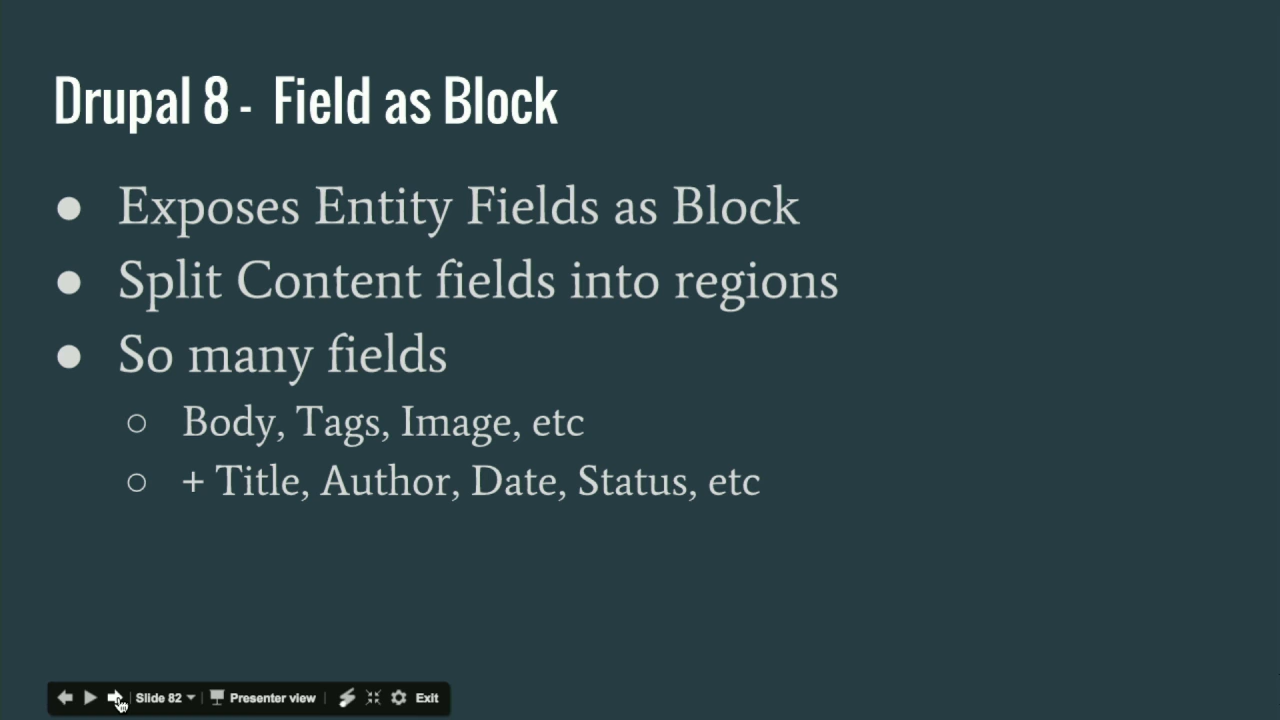 Drupal 8 - Field as Block
● Exposes Entity Fields as Block
● Split Content fields into regions
● So many fields
○ Body, Tags, Image, etc
○ + Title, Author, Date, Status, etc
Slide 82 Presenter view Exit